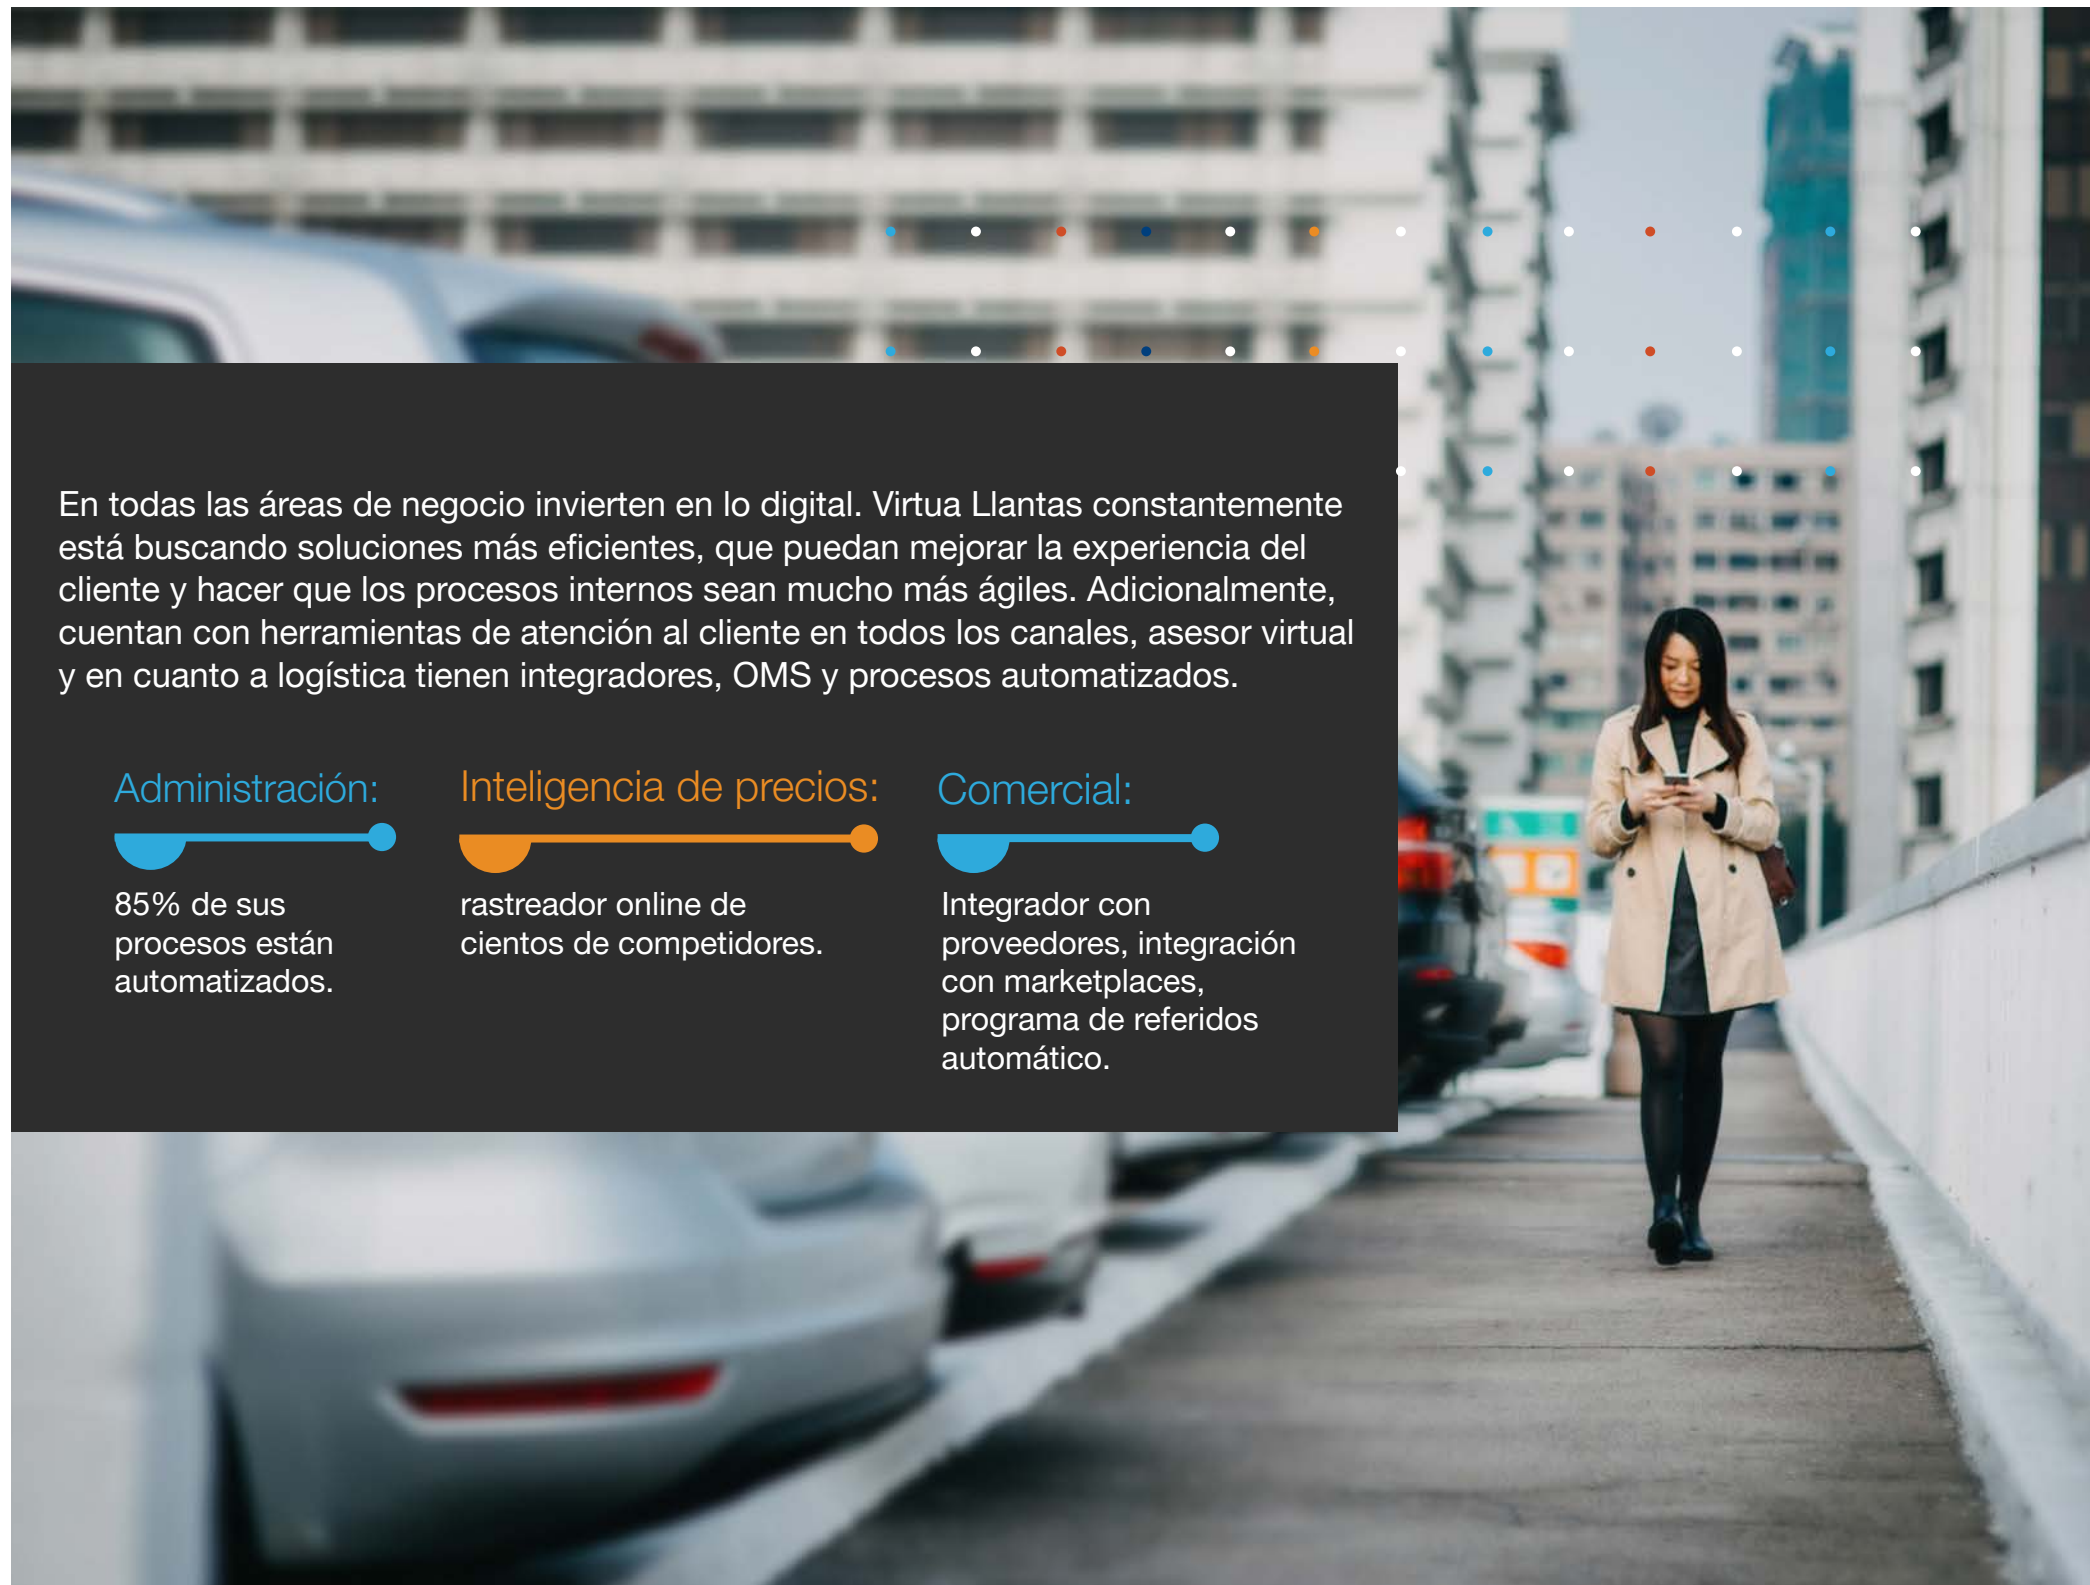 En todas las áreas de negocio invierten en lo digital. Virtua Llantas constantemente
está buscando soluciones más eficientes, que puedan mejorar la experiencia del
cliente y hacer que los procesos internos sean mucho más ágiles. Adicionalmente,
cuentan con herramientas de atención al cliente en todos los canales, asesor virtual
y en cuanto a logística tienen integradores, OMS y procesos automatizados.
Administración:
85% de sus
procesos están
automatizados.
Inteligencia de precios:
rastreador online de
cientos de competidores.
Comercial:
Integrador con
proveedores, integración
con marketplaces,
programa de referidos
automático.